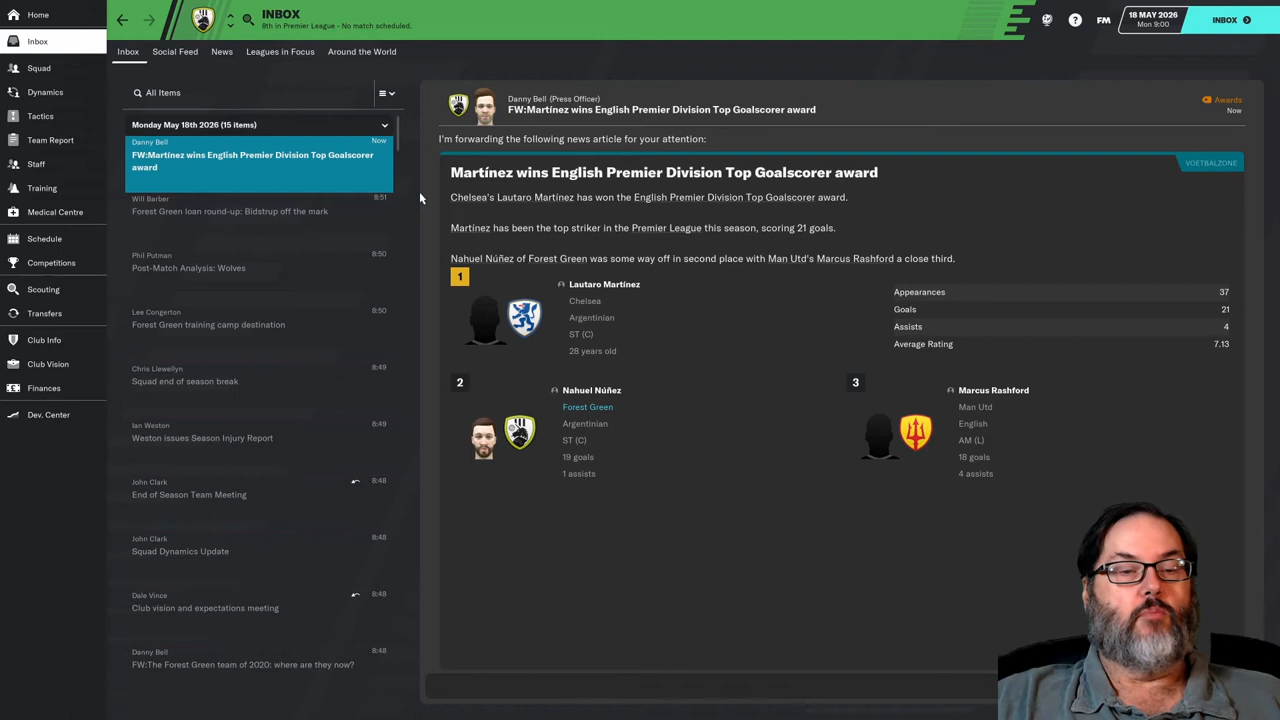 Home
Inbox
Squad
Dynamics
Tactics
Team Report
Staff
Training
Medical Centre
Schedule
Competitions
Scouting
Transfers
Club Info
Club Vision
Finances
Dev. Center
INBOX
8th in Premier League - No match scheduled.
?
FM
18 MAY 2026
Mon 9:00
INBOX
Inbox
Social Feed
News
Leagues in Focus
Around the World
All Items
Monday May 18th 2026 (15 items)
Danny Bell
Now
FW:Martínez wins English Premier Division Top Goalscorer
award
Will Barber
8:51
Forest Green loan round-up: Bidstrup off the mark
Phil Putman
8:50
Post-Match Analysis: Wolves
Lee Congerton
8:50
Forest Green training camp destination
Chris Llewellyn
8:49
Squad end of season break
Ian Weston
8:49
Weston issues Season Injury Report
John Clark
8:48
End of Season Team Meeting
John Clark
8:48
Squad Dynamics Update
Dale Vince
8:48
Club vision and expectations meeting
Danny Bell
8:48
FW:The Forest Green team of 2020: where are they now?
Danny Bell (Press Officer)
FW:Martínez wins English Premier Division Top Goalscorer award
Awards
Now
I'm forwarding the following news article for your attention:
VOETBALZONE
Martínez wins English Premier Division Top Goalscorer award
Chelsea's Lautaro Martínez has won the English Premier Division Top Goalscorer award.
Martínez has been the top striker in the Premier League this season, scoring 21 goals.
Nahuel Núñez of Forest Green was some way off in second place with Man Utd's Marcus Rashford a close third.
1
Lautaro Martínez
Chelsea
Argentinian
ST (C)
28 years old
Appearances 37
Goals 21
Assists 4
Average Rating 7.13
2
Nahuel Núñez
Forest Green
Argentinian
ST (C)
19 goals
1 assists
3
Marcus Rashford
Man Utd
English
AM (L)
18 goals
4 assists